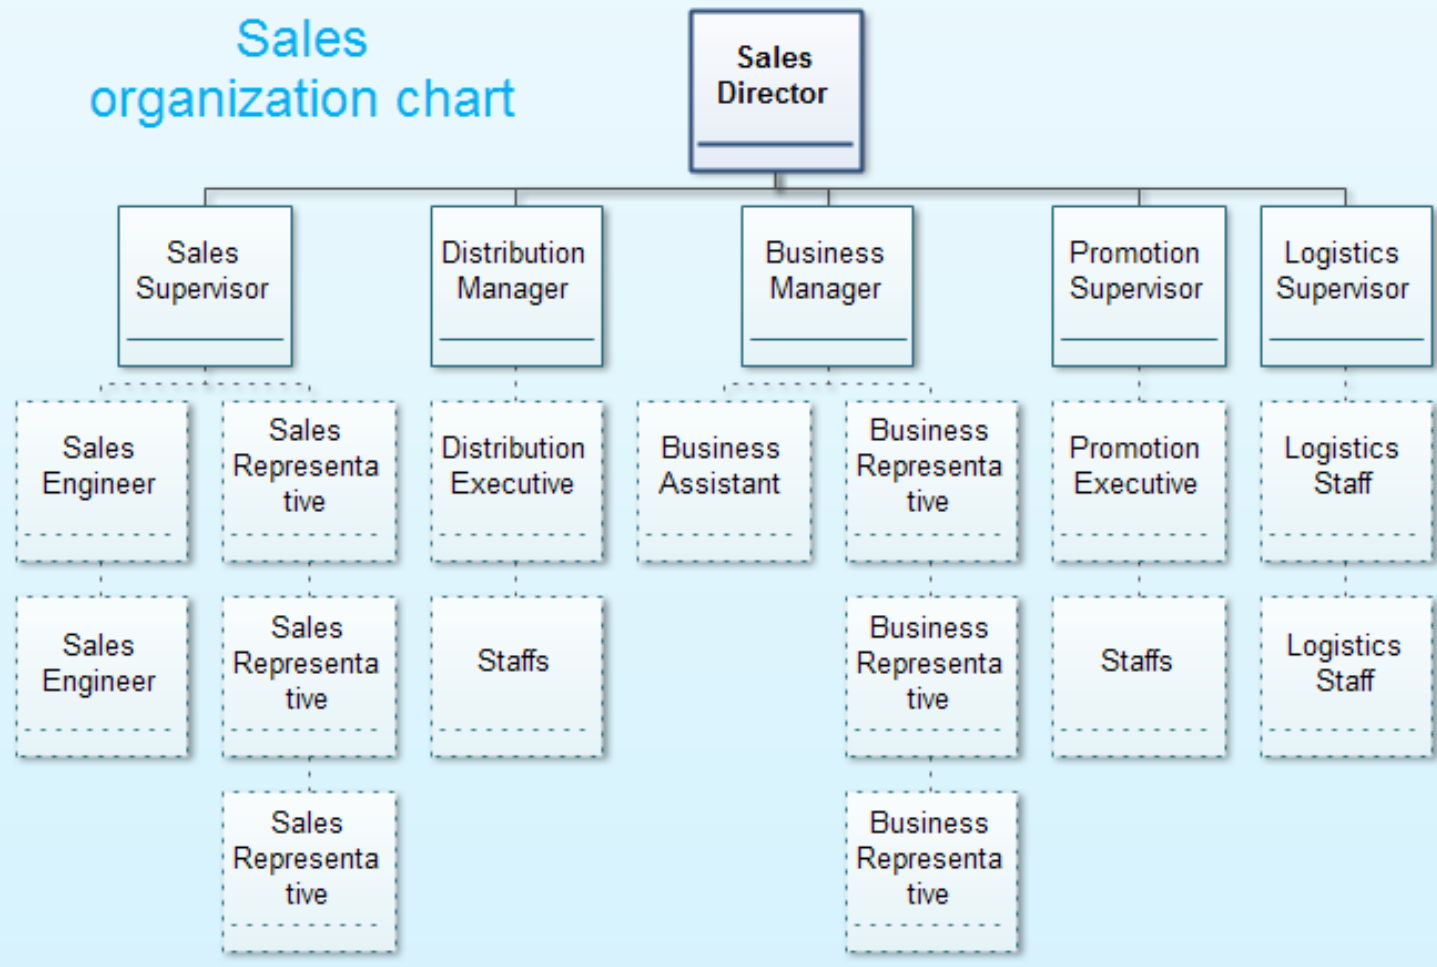 Sales
organization chart
Sales
Director
Sales
Supervisor
Distribution
Manager
Business
Manager
Promotion
Supervisor
Logistics
Supervisor
Sales
Engineer
Sales
Representa
tive
Distribution
Executive
Business
Assistant
Business
Representa
tive
Promotion
Executive
Logistics
Staff
Sales
Engineer
Sales
Representa
tive
Staffs
Business
Representa
tive
Staffs
Logistics
Staff
Sales
Representa
tive
Business
Representa
tive